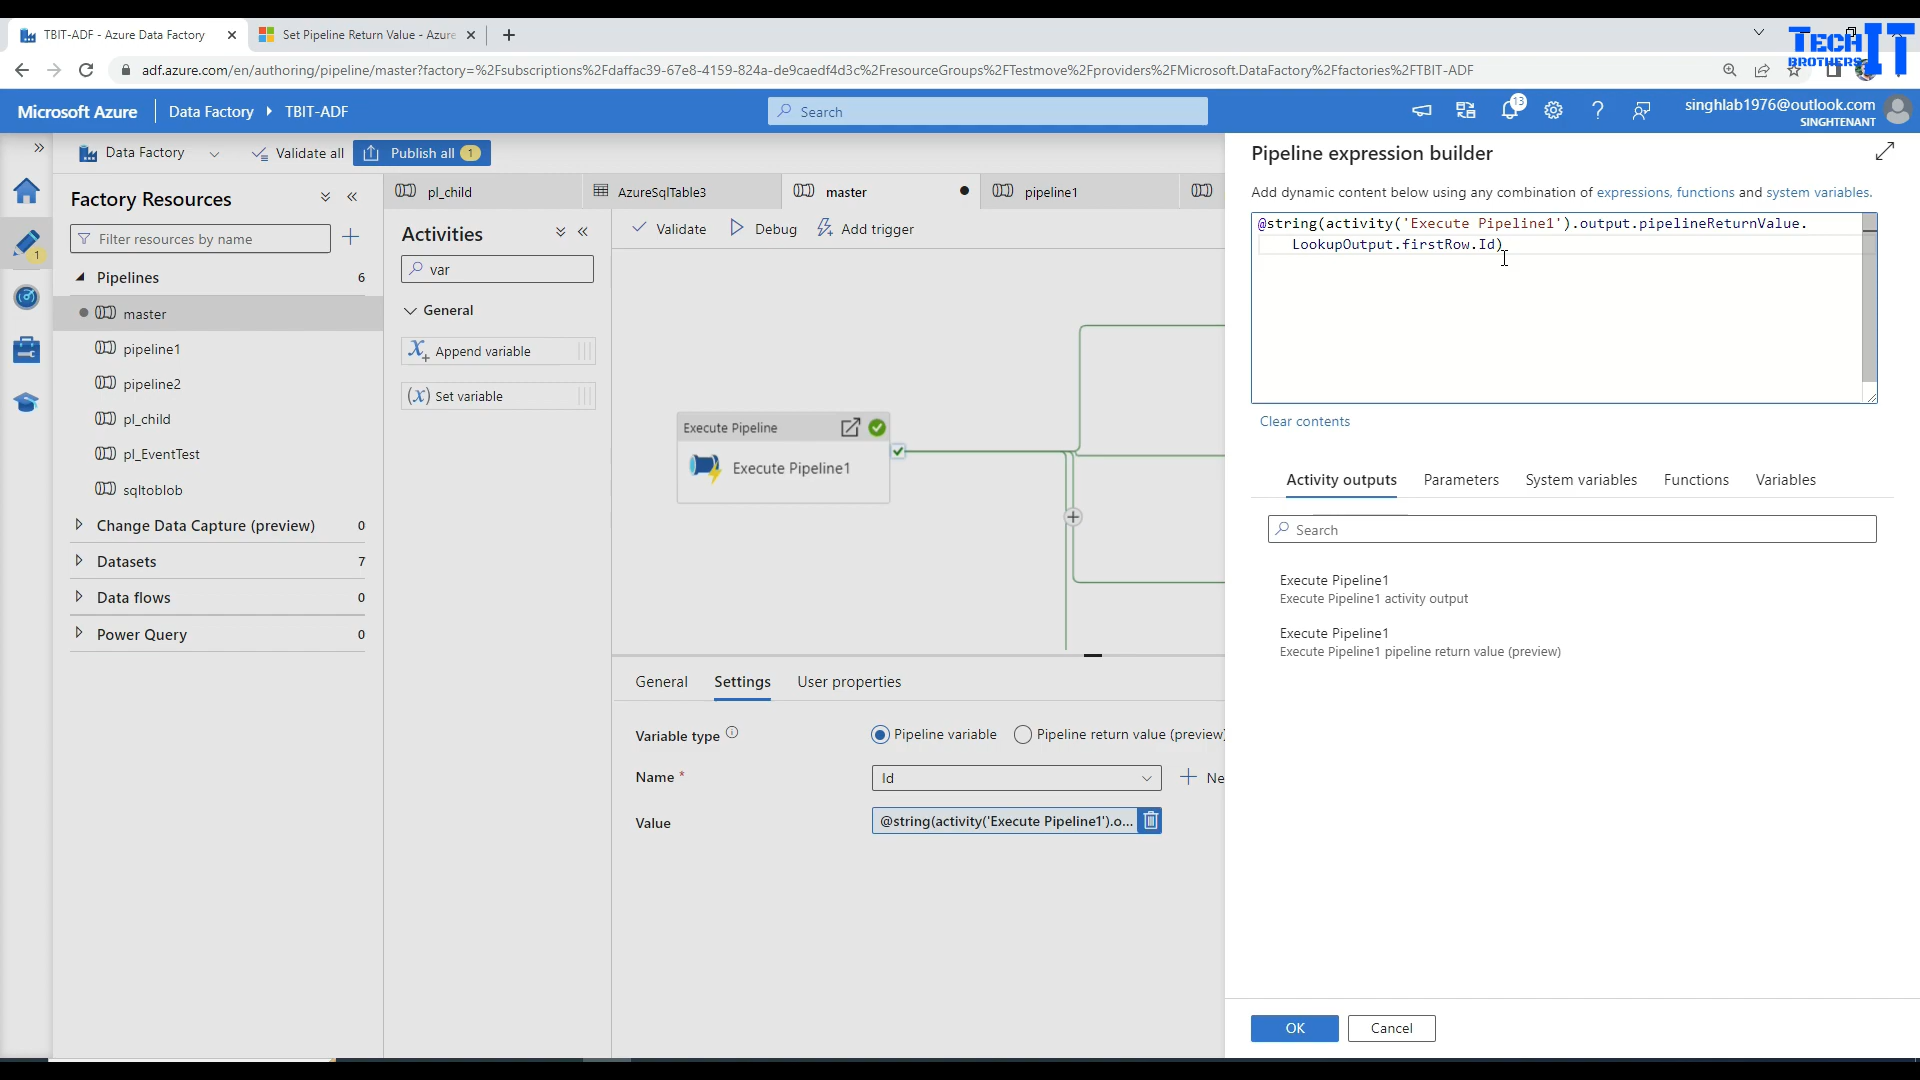 TBIT-ADF - Azure Data Factory
Set Pipeline Return Value - Azure
TECH IT
BROTHERS
adf.azure.com/en/authoring/pipeline/master?factory=%2Fsubscriptions%2Fdaffac39-67e8-4159-824a-de9caedf4d3c%2FresourceGroups%2FTestmove%2Fproviders%2FMicrosoft.DataFactory%2Ffactories%2FTBIT-ADF
Microsoft Azure
Data Factory
TBIT-ADF
Search
13
singhlab1976@outlook.com
SINGHTENANT
Data Factory
Validate all
Publish all
1
1
Factory Resources
Filter resources by name
Pipelines
6
master
pipeline1
pipeline2
pl_child
pl_EventTest
sqltoblob
Change Data Capture (preview)
0
Datasets
7
Data flows
0
Power Query
0
pl_child
AzureSqlTable3
master
pipeline1
Activities
var
General
Append variable
Set variable
Validate
Debug
Add trigger
Execute Pipeline
Execute Pipeline1
General
Settings
User properties
Variable type
Pipeline variable
Pipeline return value (preview)
Name *
Id
Ne
Value
@string(activity('Execute Pipeline1').o...
Pipeline expression builder
Add dynamic content below using any combination of expressions, functions and system variables.
@string(activity('Execute Pipeline1').output.pipelineReturnValue.
LookupOutput.firstRow.Id)
Clear contents
Activity outputs
Parameters
System variables
Functions
Variables
Search
Execute Pipeline1
Execute Pipeline1 activity output
Execute Pipeline1
Execute Pipeline1 pipeline return value (preview)
OK
Cancel